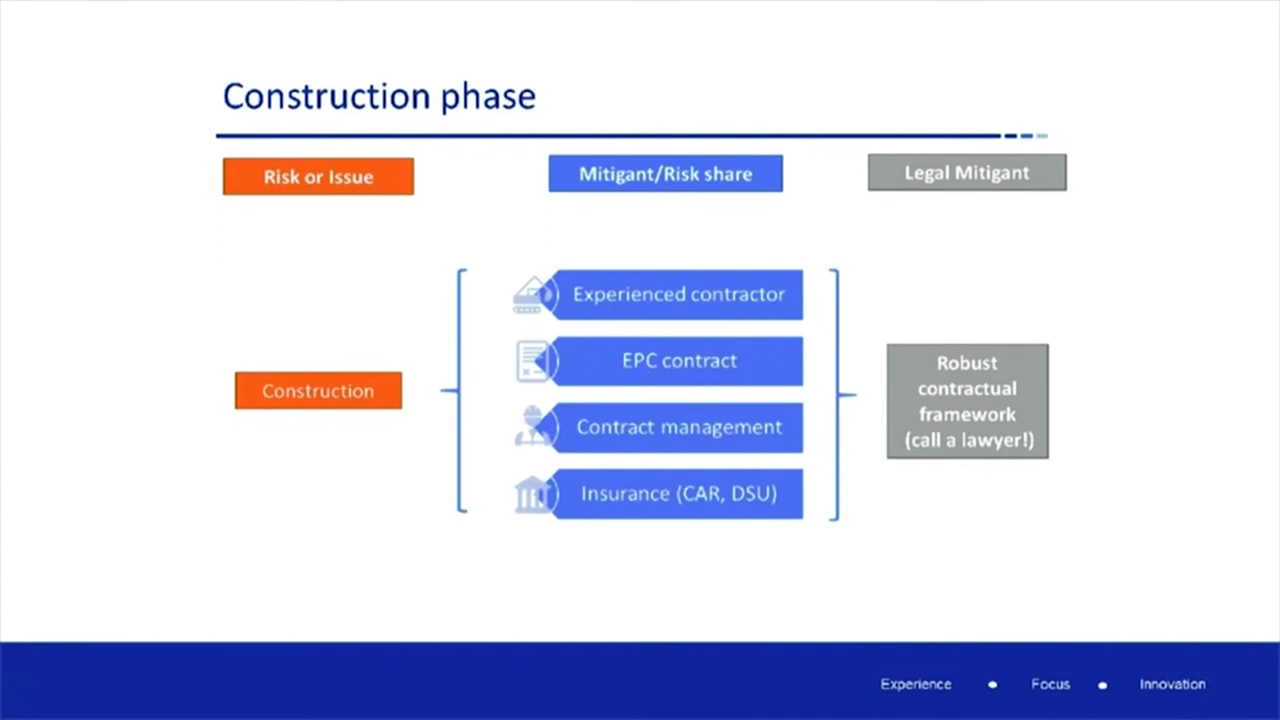 Construction phase
Risk or Issue
Mitigant/Risk share
Legal Mitigant
Experienced contractor
EPC contract
Construction
Contract management
Insurance (CAR, DSU)
Robust
contractual
framework
(call a lawyer!)
Experience • Focus • Innovation